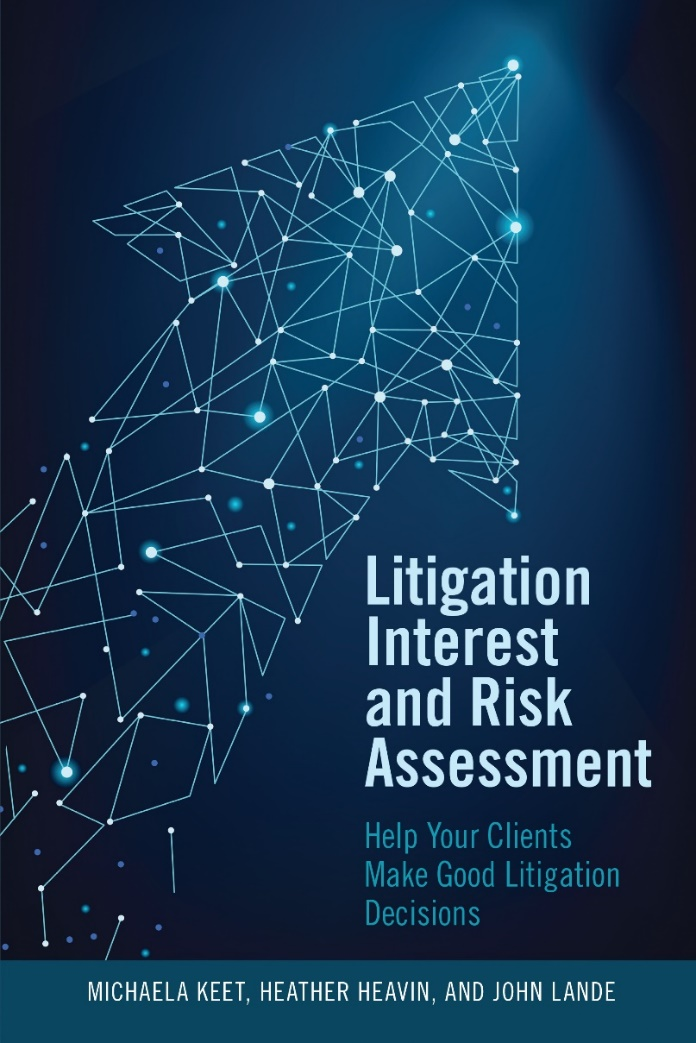 Litigation
Interest
and Risk
Assessment
Help Your Clients
Make Good Litigation
Decisions
MICHAELA KEET, HEATHER HEAVIN, AND JOHN LANDE